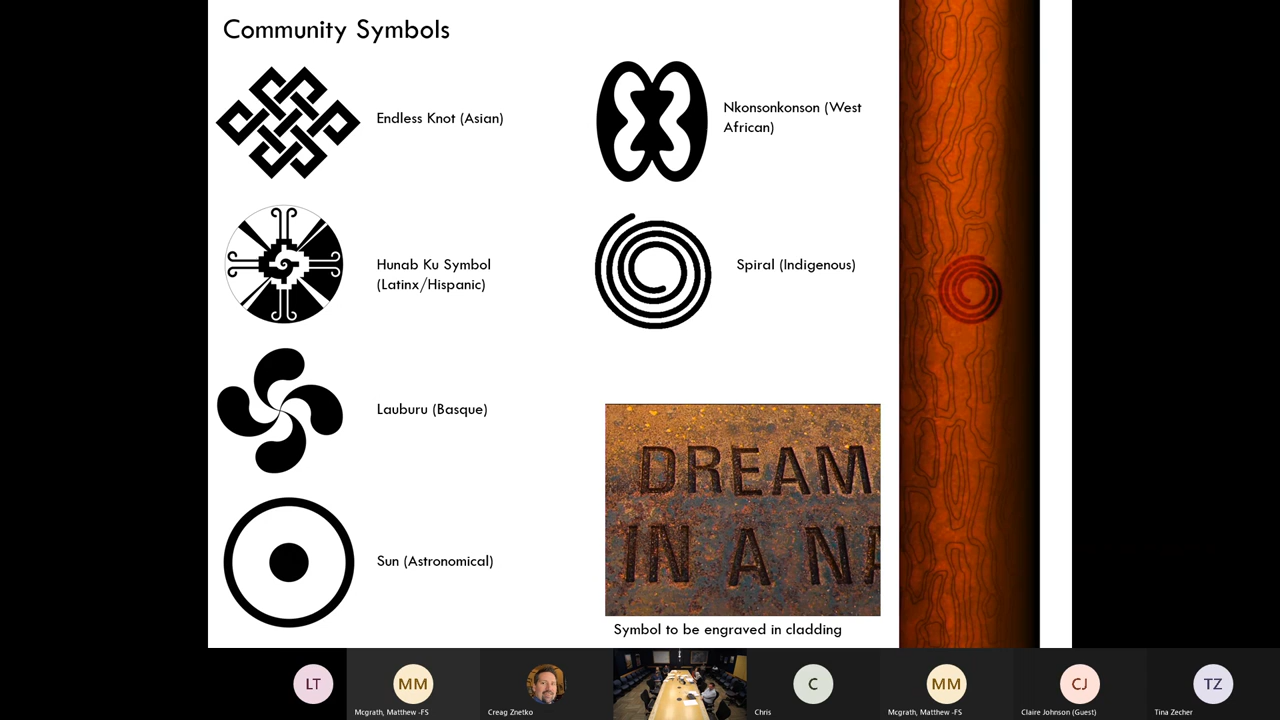 Community Symbols
Endless Knot (Asian)
Nkonsonkonson (West
African)
Hunab Ku Symbol
(Latinx/Hispanic)
Spiral (Indigenous)
Lauburu (Basque)
Sun (Astronomical)
DREAM
IN A NA
Symbol to be engraved in cladding
LT
MM
Mcgrath, Matthew -FS
Creag Znetko
C
Chris
MM
Mcgrath, Matthew -FS
CJ
Claire Johnson (Guest)
TZ
Tina Zecher